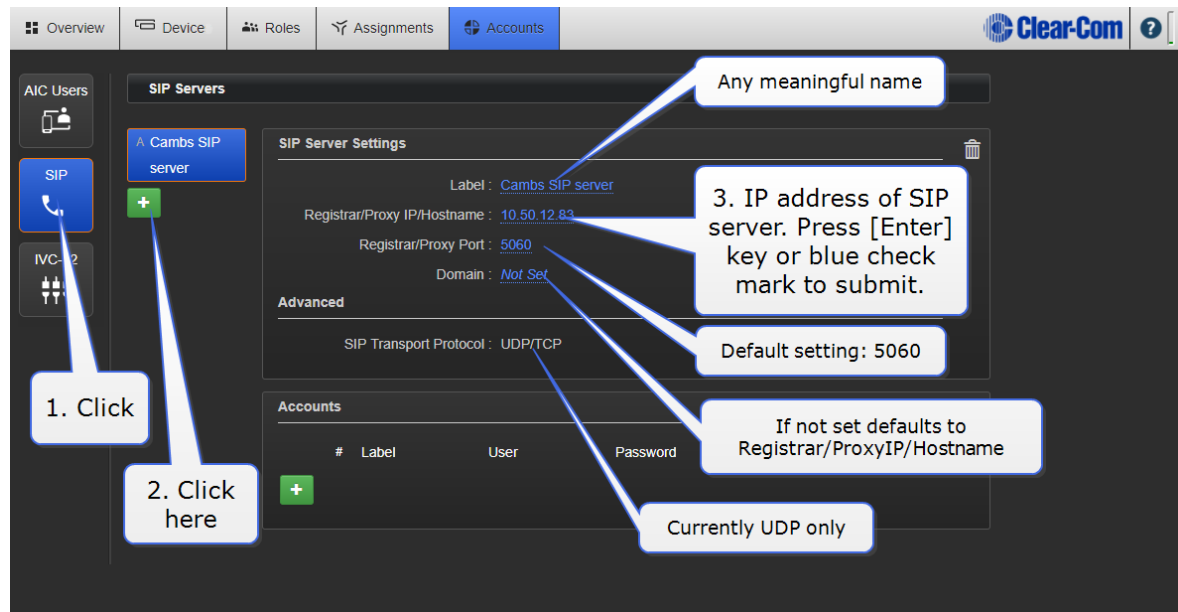 Overview
Device
Roles
Assignments
Accounts
Clear-Com
?
AIC Users
SIP
1. Click
SIP Servers
A Cambs SIP
server
+
2. Click
here
SIP Server Settings
Label : Cambs SIP server
Any meaningful name
Registrar/Proxy IP/Hostname : 10.50.12.83
3. IP address of SIP
server. Press [Enter]
key or blue check
mark to submit.
Registrar/Proxy Port : 5060
Default setting: 5060
Domain : Not Set
If not set defaults to
Registrar/ProxyIP/Hostname
Advanced
SIP Transport Protocol : UDP/TCP
Currently UDP only
Accounts
# Label User Password
+